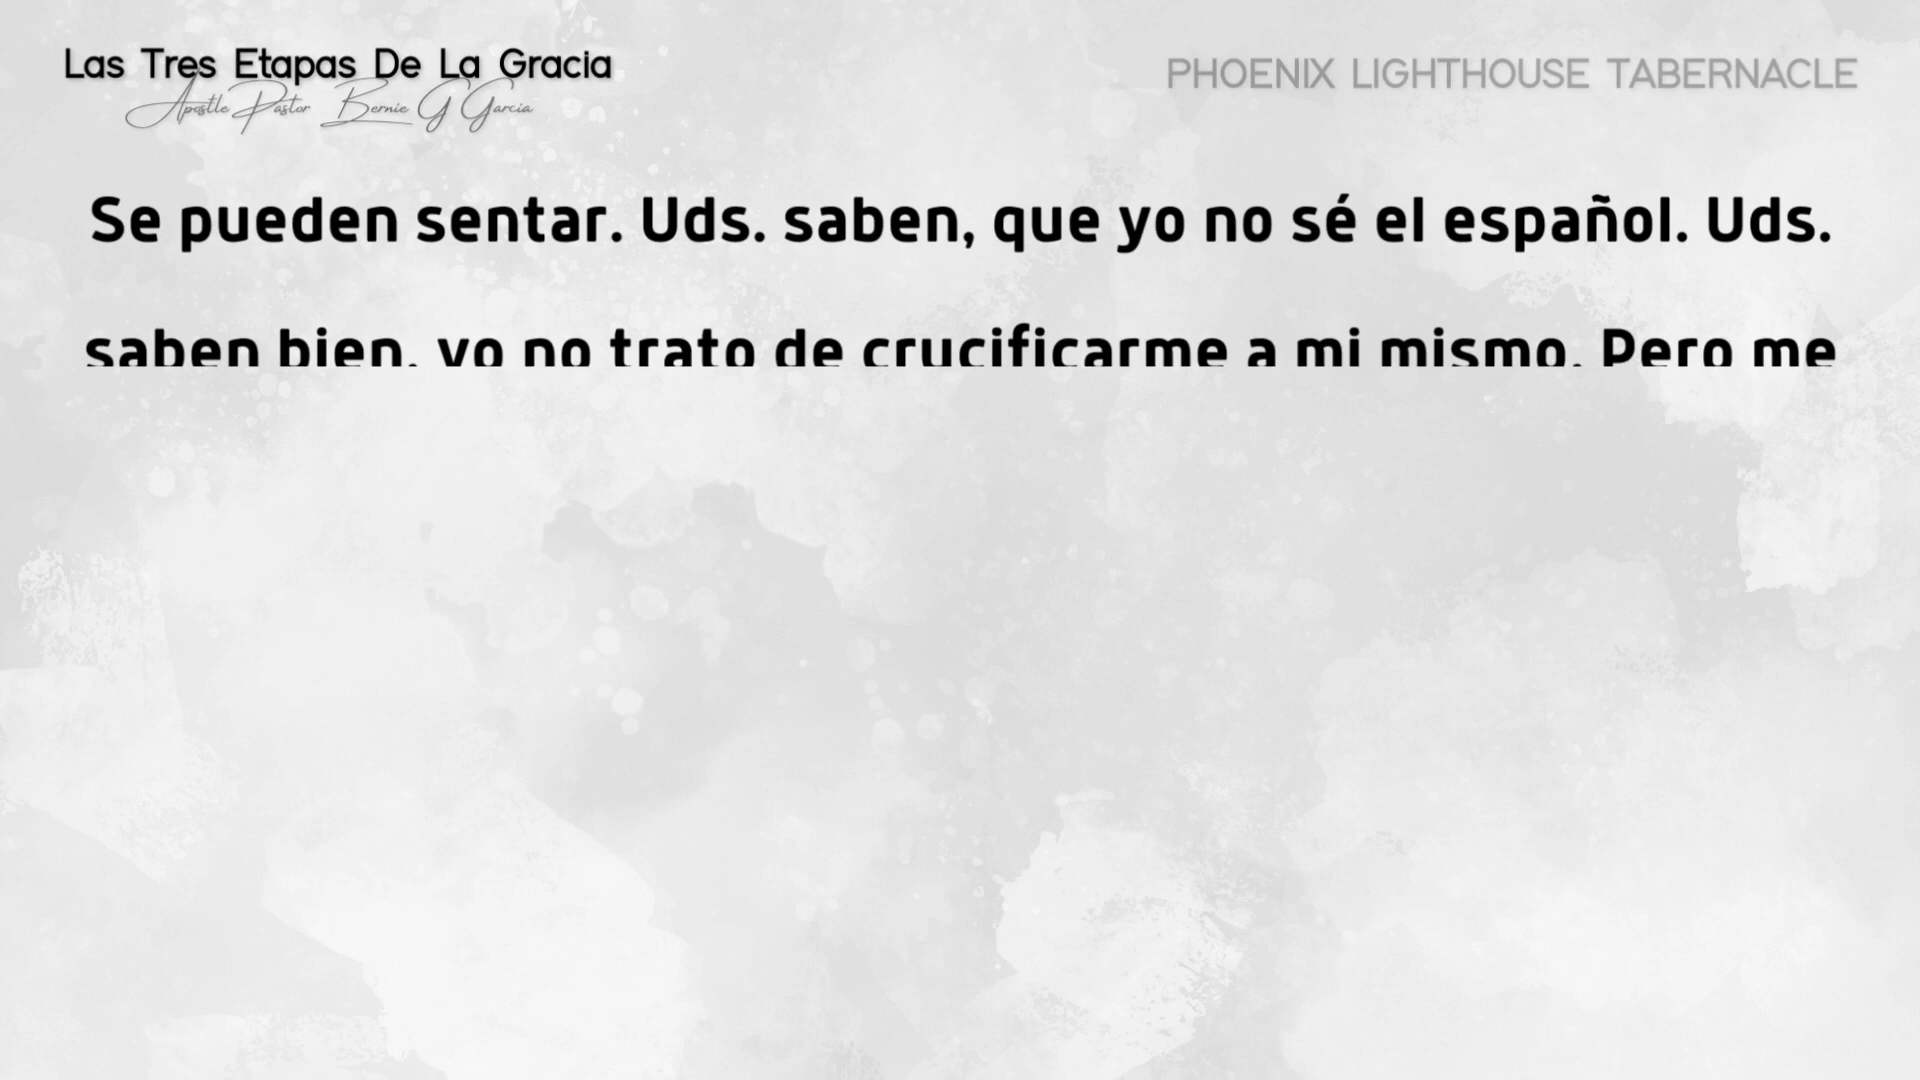 Las Tres Etapas De La Gracia
Apostle Pastor Bernie G Garcia
PHOENIX LIGHTHOUSE TABERNACLE
Se pueden sentar. Uds. saben, que yo no sé el español. Uds.
saben bien, yo no trato de crucificarme a mi mismo. Pero me